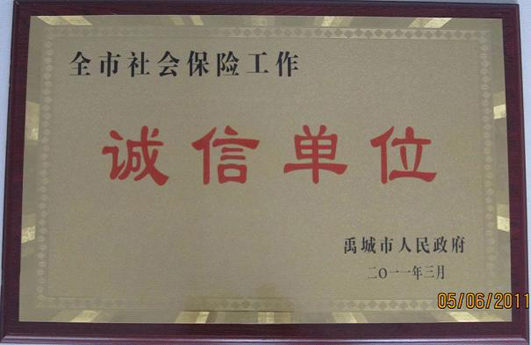 全市社会保险工作
诚信单位
禹城市人民政府
二〇一一年三月
05/06/2011